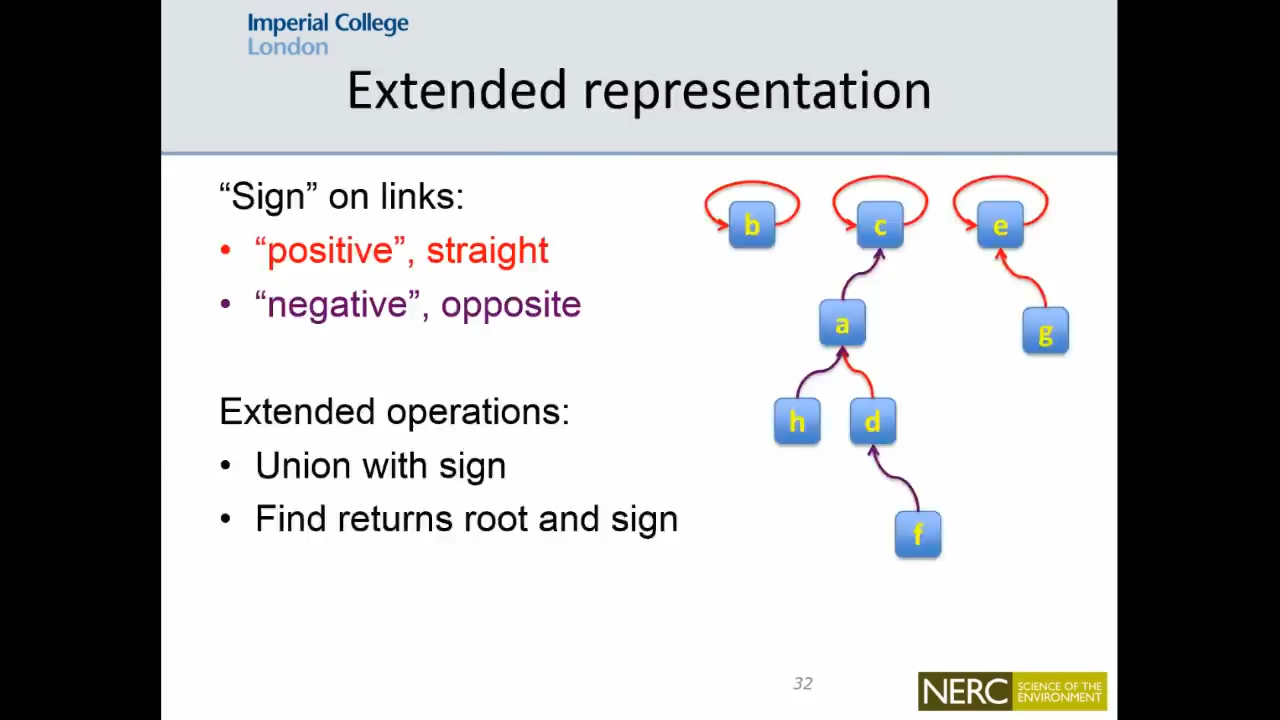 Imperial College
London
Extended representation
“Sign” on links:
• “positive”, straight
• “negative”, opposite
Extended operations:
• Union with sign
• Find returns root and sign
b
c
e
a
g
h
d
f
32
NERC
SCIENCE OF THE
ENVIRONMENT